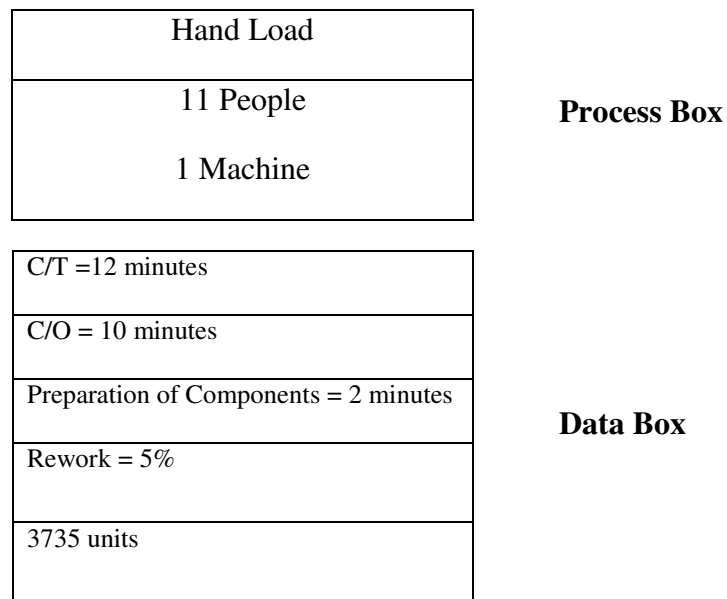 Hand Load
11 People
1 Machine
Process Box
C/T =12 minutes
C/O = 10 minutes
Preparation of Components = 2 minutes
Rework = 5%
3735 units
Data Box